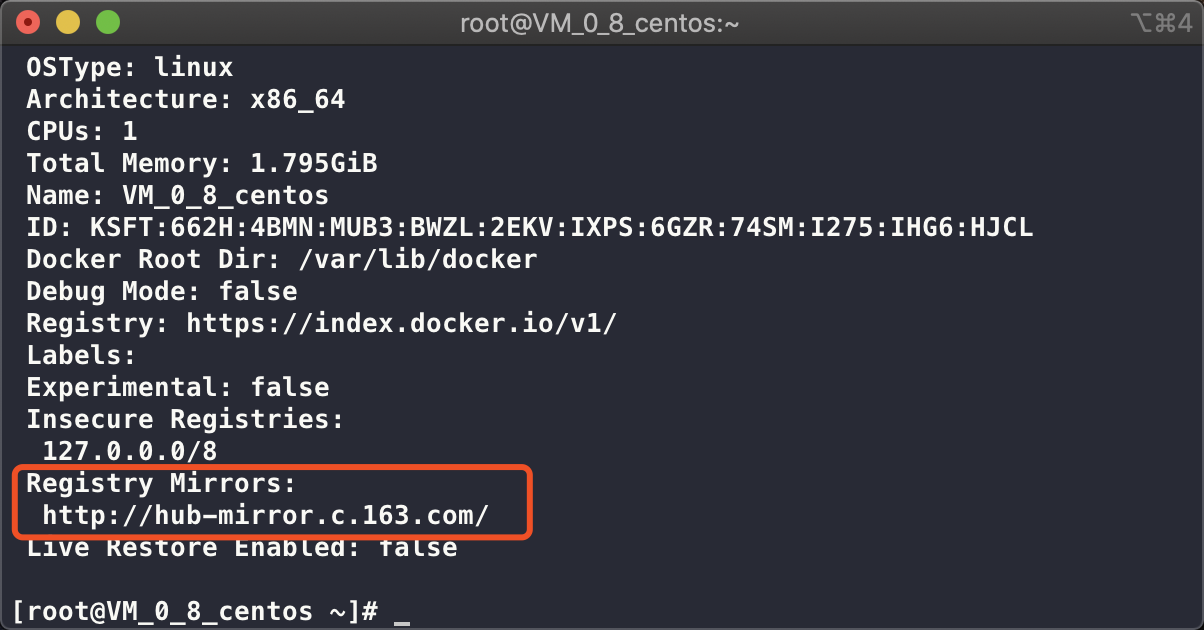 root@VM_0_8_centos:~
⌥⌘4
OSType: linux
Architecture: x86_64
CPUs: 1
Total Memory: 1.795GiB
Name: VM_0_8_centos
ID: KSFT:662H:4BMN:MUB3:BWZL:2EKV:IXPS:6GZR:74SM:I275:IHG6:HJCL
Docker Root Dir: /var/lib/docker
Debug Mode: false
Registry: https://index.docker.io/v1/
Labels:
Experimental: false
Insecure Registries:
127.0.0.0/8
Registry Mirrors:
http://hub-mirror.c.163.com/
Live Restore Enabled: false
[root@VM_0_8_centos ~]# _